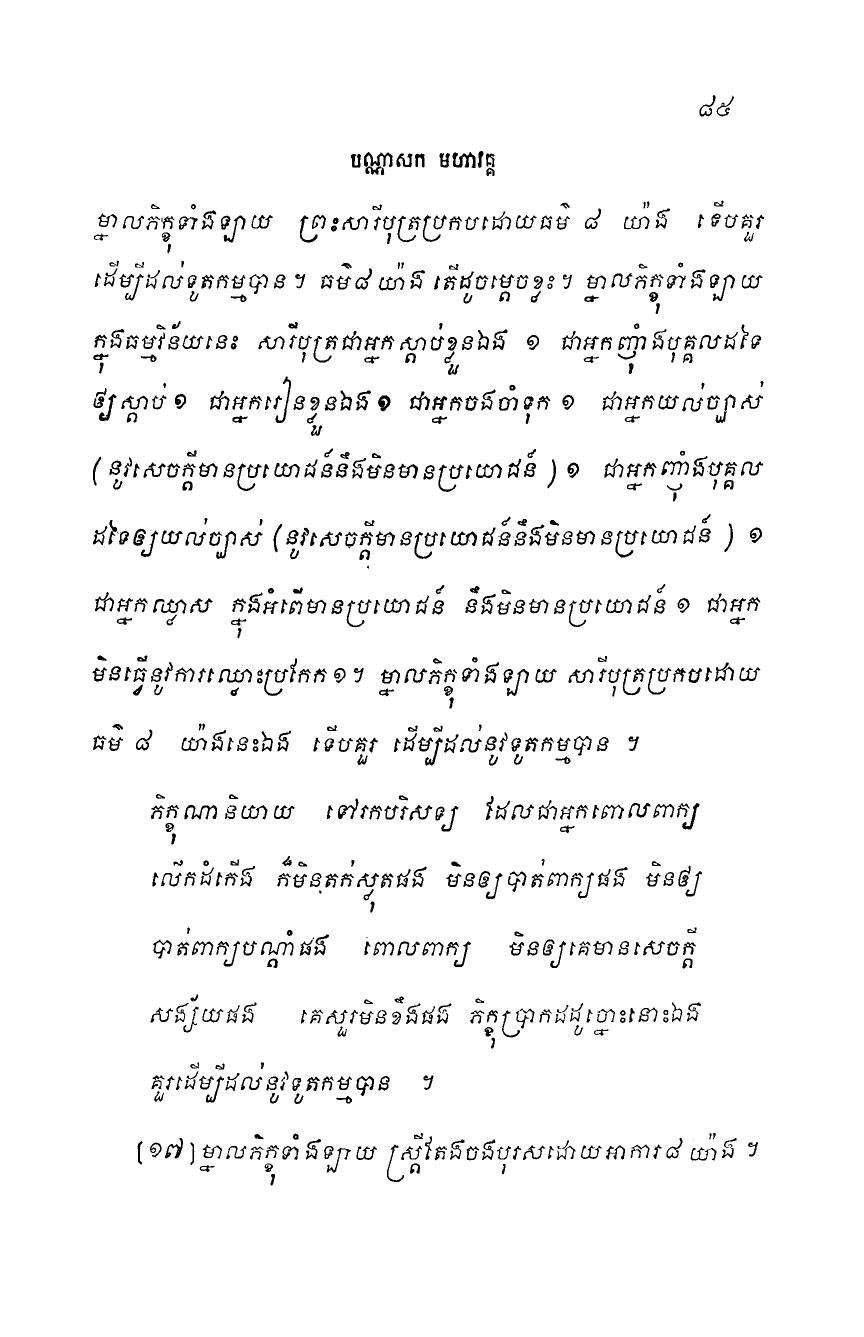 ៨៥
បណ្ណាសក មហាវគ្គ
ម្នាលភិក្ខុទាំងឡាយ ព្រះសារីបុត្រប្រកបដោយធម៌ ៨ យ៉ាង ទើបគួរ
ដើម្បីដល់ទូតកម្មបាន។ ធម៌៨យ៉ាង តើដូចម្តេចខ្លះ។ ម្នាលភិក្ខុទាំងឡាយ
ក្នុងធម្មវិន័យនេះ សារីបុត្រជាអ្នកស្តាប់ខ្លួនឯង ១ ជាអ្នកញុំាងបុគ្គលដទៃ
ឲ្យស្តាប់ ១ ជាអ្នករៀនខ្លួនឯង ១ ជាអ្នកចងចាំទុក ១ ជាអ្នកយល់ច្បាស់
(នូវសេចក្តីមានប្រយោជន៍នឹងមិនមានប្រយោជន៍ ) ១ ជាអ្នកញុំាងបុគ្គល
ដទៃឲ្យយល់ច្បាស់ (នូវសេចក្តីមានប្រយោជន៍នឹងមិនមានប្រយោជន៍ ) ១
ជាអ្នកឈ្លាស ក្នុងអំពើមានប្រយោជន៍ នឹងមិនមានប្រយោជន៍ ១ ជាអ្នក
មិនធ្វើនូវការឈ្លោះប្រកែក ១។ ម្នាលភិក្ខុទាំងឡាយ សារីបុត្រប្រកបដោយ
ធម៌ ៨ យ៉ាងនេះឯង ទើបគួរ ដើម្បីដល់នូវទូតកម្មបាន ។
ភិក្ខុណានិយាយ ទៅរកបរិសទ្យ ដែលជាអ្នកពោលពាក្យ
លើកដំកើង ក៏មិនតក់ស្លុតផង មិនឲ្យបាត់ពាក្យផង មិនឲ្យ
បាត់ពាក្យបណ្តាំផង ពោលពាក្យ មិនឲ្យគេមានសេចក្តី
សង្ស័យផង គេសួរមិនខឹងផង ភិក្ខុប្រាកដដូច្នោះនោះឯង
គួរដើម្បីដល់នូវទូតកម្មបាន ។
(១៧) ម្នាលភិក្ខុទាំងឡាយ ស្ត្រីតែងចងបុរសដោយអាការ៨ យ៉ាង ។